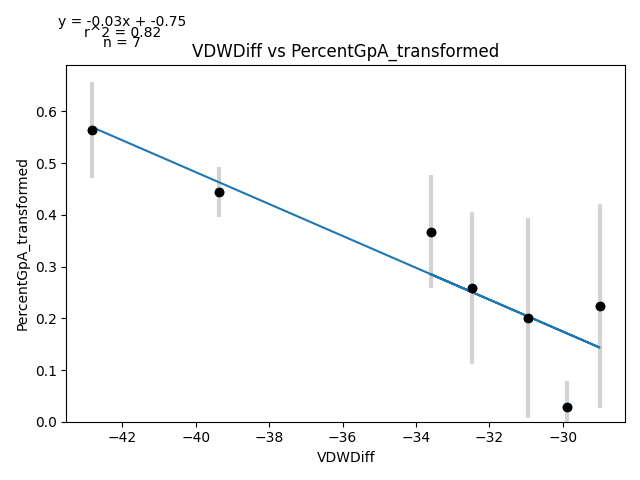 y = -0.03x + -0.75
r^2 = 0.82
n = 7
VDWDiff vs PercentGpA_transformed
PercentGpA_transformed
0.6
0.5
0.4
0.3
0.2
0.1
0.0
−42 −40 −38 −36 −34 −32 −30
VDWDiff